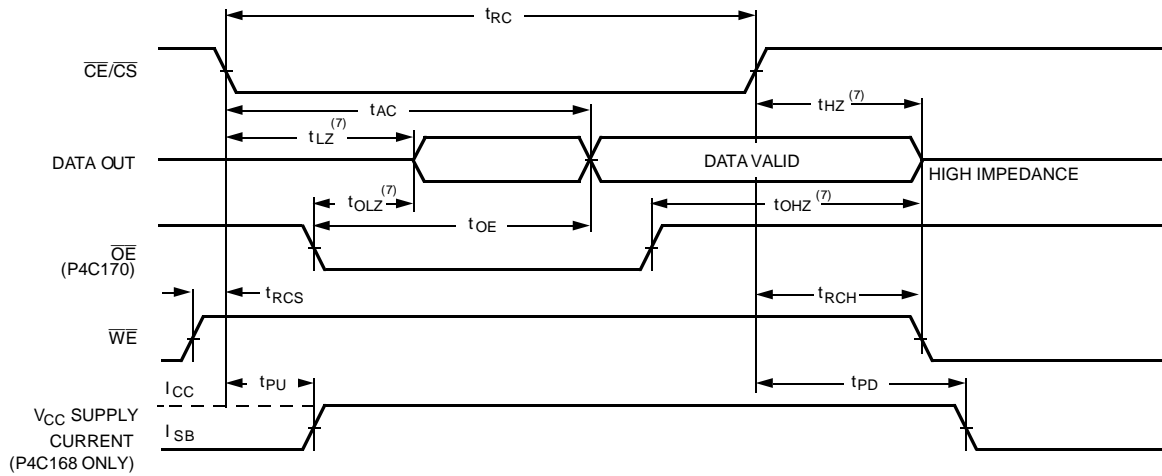 tRC
CE/CS
tAC
tHZ (7)
tLZ (7)
DATA OUT
DATA VALID
HIGH IMPEDANCE
tOLZ (7)
tOHZ (7)
tOE
OE
(P4C170)
tRCS
tRCH
WE
ICC
tPU
tPD
VCC SUPPLY
CURRENT
(P4C168 ONLY)
ISB